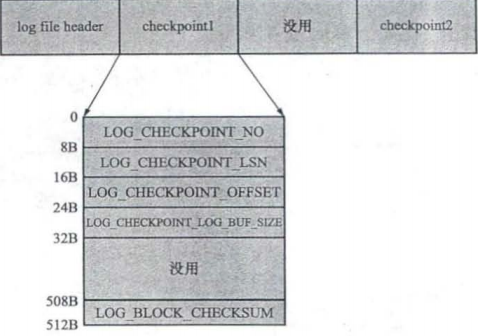 log file header checkpoint1 没用 checkpoint2
0
LOG_CHECKPOINT_NO
8B
LOG_CHECKPOINT_LSN
16B
LOG_CHECKPOINT_OFFSET
24B
LOG_CHECKPOINT_LOG_BUF_SIZE
32B
没用
508B
LOG_BLOCK_CHECKSUM
512B